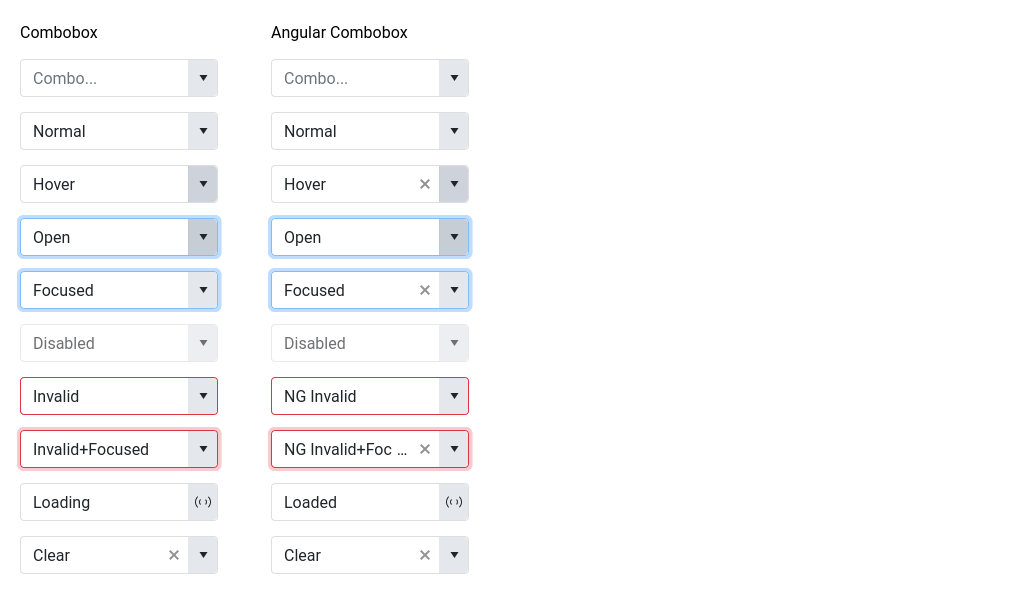 Combobox Angular Combobox
Combo... Combo...
Normal Normal
Hover Hover
Open Open
Focused Focused
Disabled Disabled
Invalid NG Invalid
Invalid+Focused NG Invalid+Foc ...
Loading Loaded
Clear Clear